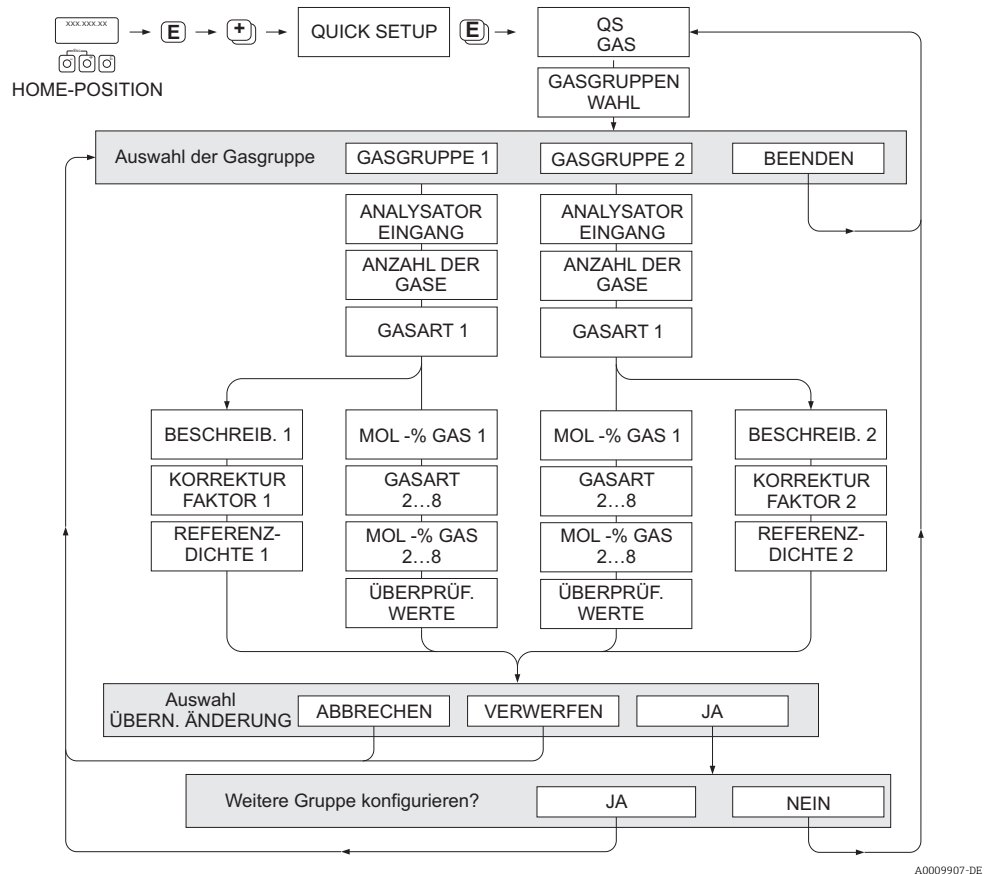 xxx.xxx.xx
Esc
E
+
QUICK SETUP
E
QS
GAS
HOME-POSITION
GASGRUPPEN
WAHL
Auswahl der Gasgruppe
GASGRUPPE 1
GASGRUPPE 2
BEENDEN
ANALYSATOR
EINGANG
ANALYSATOR
EINGANG
ANZAHL DER
GASE
ANZAHL DER
GASE
GASART 1
GASART 1
BESCHREIB. 1
MOL -% GAS 1
MOL -% GAS 1
BESCHREIB. 2
KORREKTUR
FAKTOR 1
GASART
2...8
GASART
2...8
KORREKTUR
FAKTOR 2
REFERENZ-
DICHTE 1
MOL -% GAS
2...8
MOL -% GAS
2...8
REFERENZ-
DICHTE 2
ÜBERPRÜF.
WERTE
ÜBERPRÜF.
WERTE
Auswahl
ÜBERN. ÄNDERUNG
ABBRECHEN
VERWERFEN
JA
Weitere Gruppe konfigurieren?
JA
NEIN
A0009907-DE